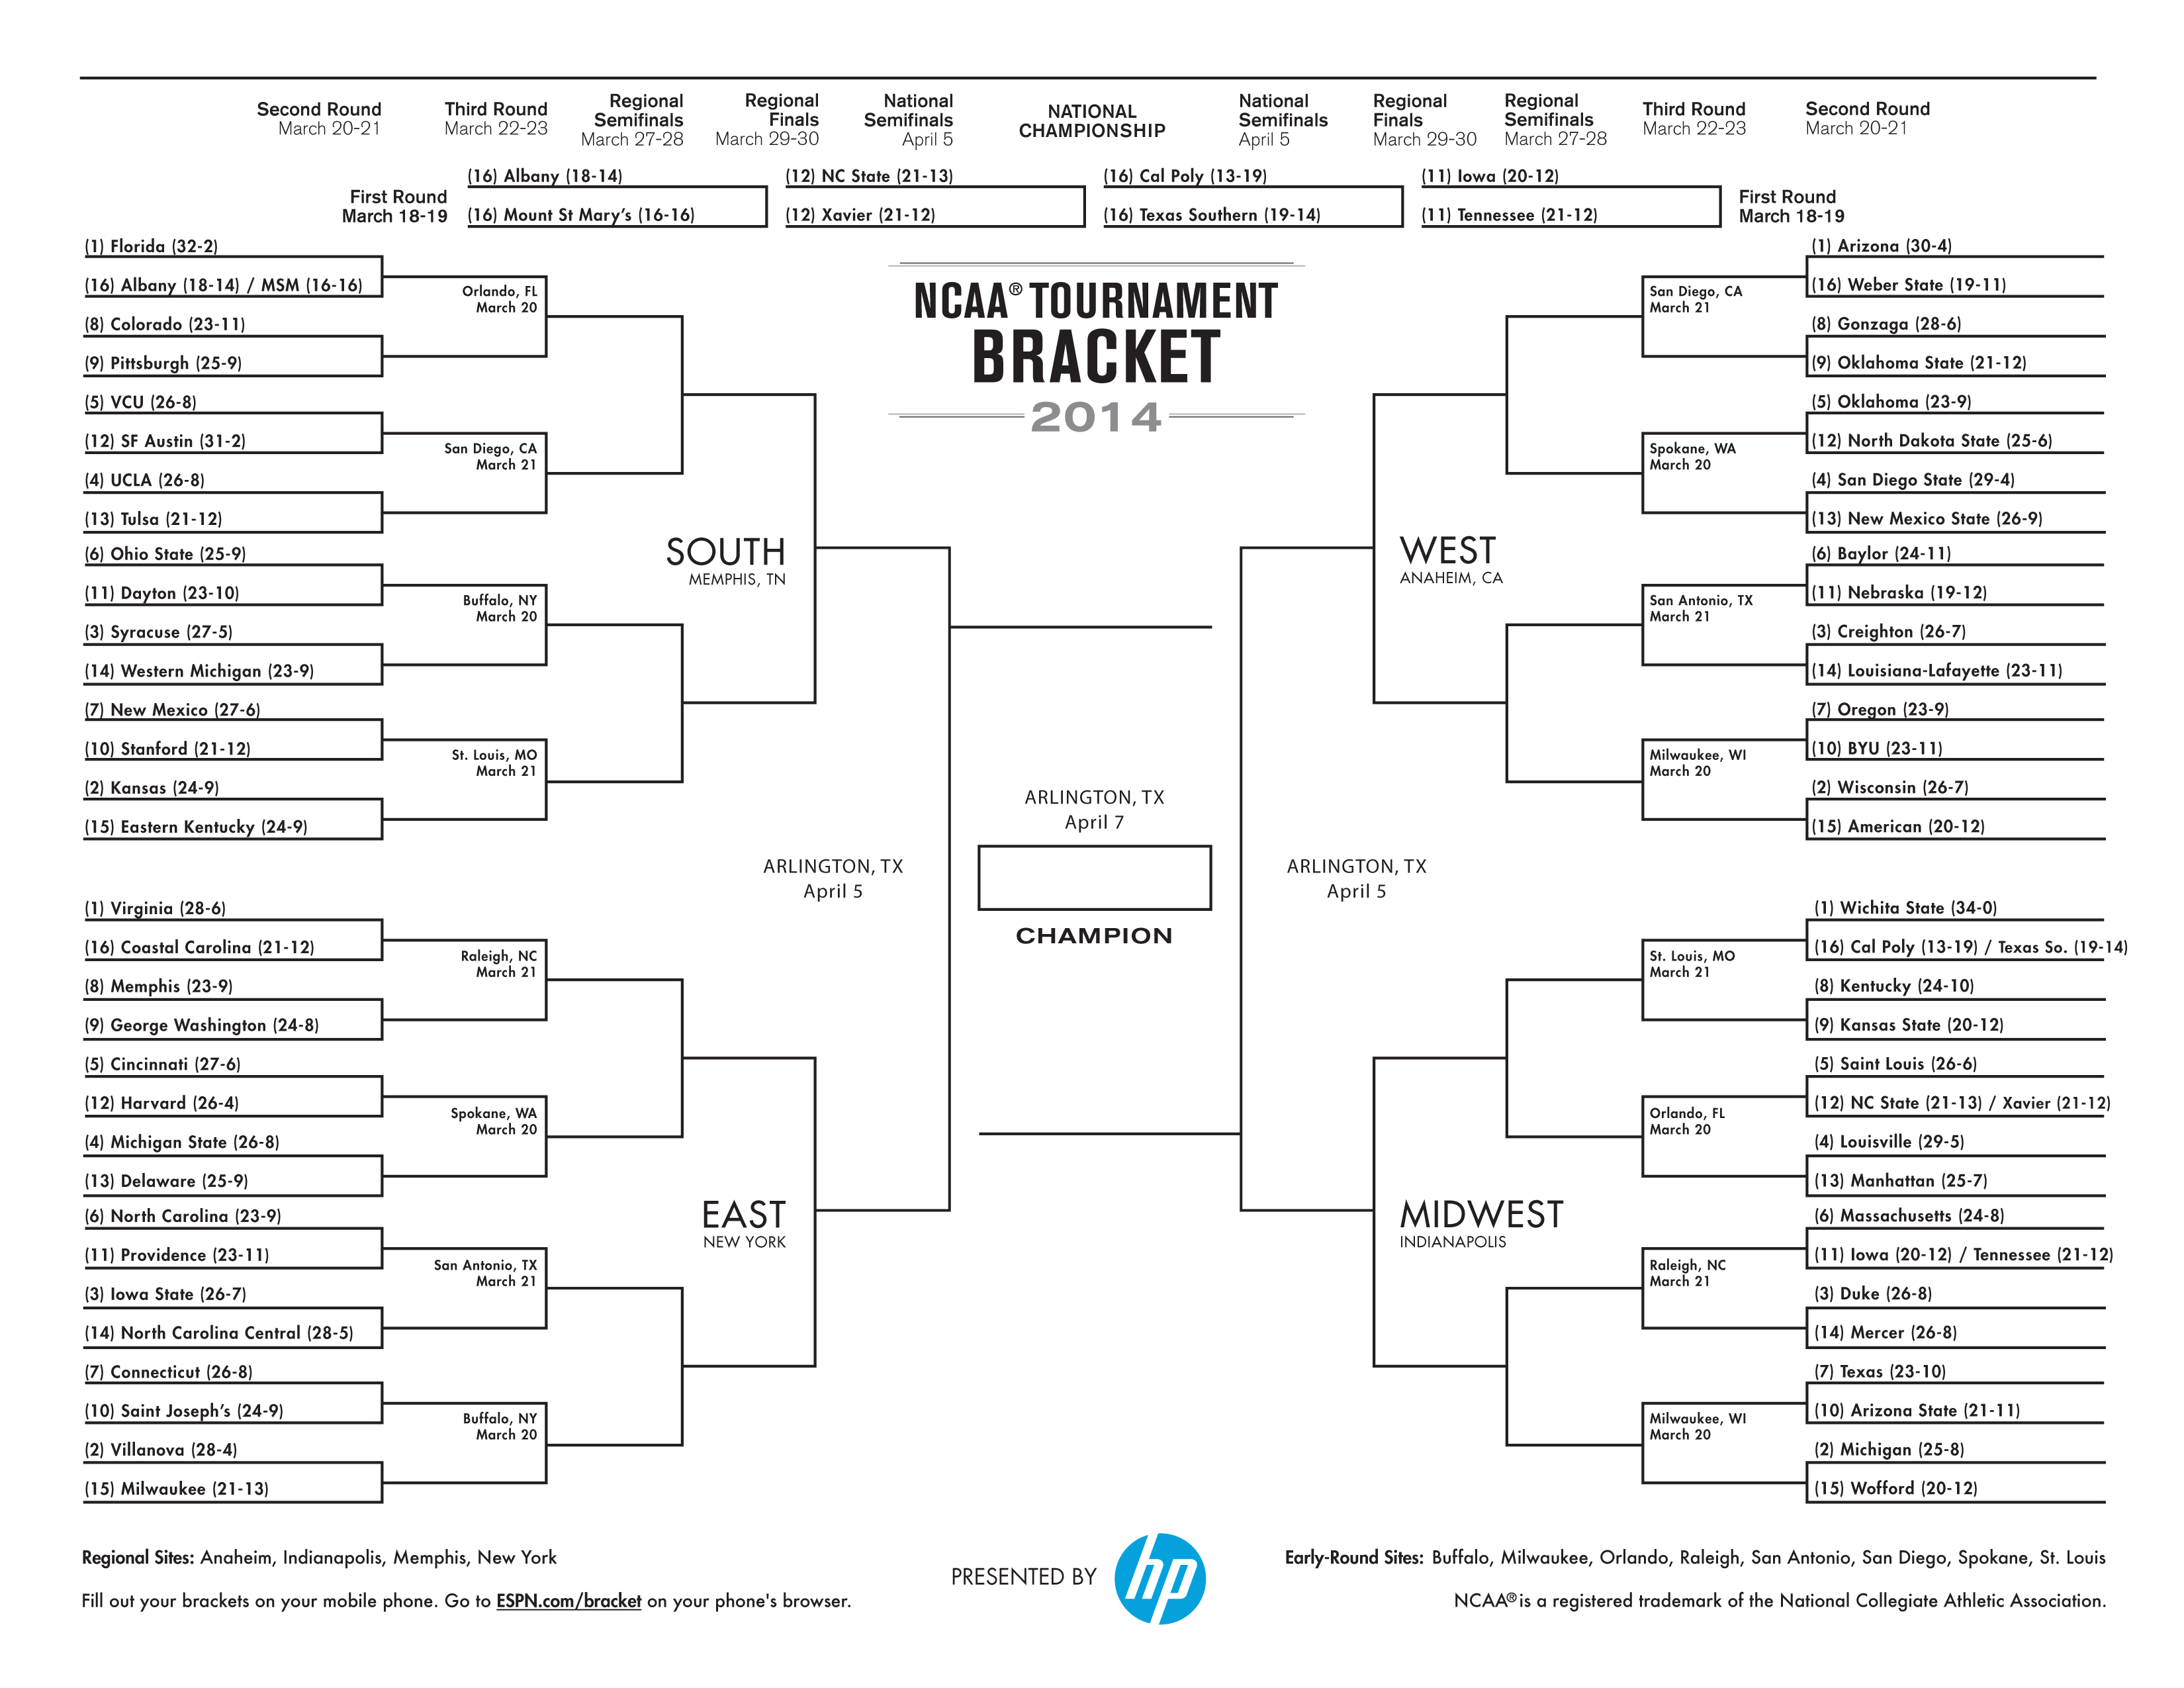 Second Round
March 20-21
Third Round
March 22-23
Regional
Semifinals
March 27-28
Regional
Finals
March 29-30
National
Semifinals
April 5
NATIONAL
CHAMPIONSHIP
National
Semifinals
April 5
Regional
Finals
March 29-30
Regional
Semifinals
March 27-28
Third Round
March 22-23
Second Round
March 20-21
First Round
March 18-19
(16) Albany (18-14)
(16) Mount St Mary's (16-16)
(12) NC State (21-13)
(12) Xavier (21-12)
(16) Cal Poly (13-19)
(16) Texas Southern (19-14)
(11) Iowa (20-12)
(11) Tennessee (21-12)
First Round
March 18-19
NCAA® TOURNAMENT
BRACKET
2014
(1) Florida (32-2)
(16) Albany (18-14) / MSM (16-16)
(8) Colorado (23-11)
(9) Pittsburgh (25-9)
(5) VCU (26-8)
(12) SF Austin (31-2)
(4) UCLA (26-8)
(13) Tulsa (21-12)
(6) Ohio State (25-9)
(11) Dayton (23-10)
(3) Syracuse (27-5)
(14) Western Michigan (23-9)
(7) New Mexico (27-6)
(10) Stanford (21-12)
(2) Kansas (24-9)
(15) Eastern Kentucky (24-9)
Orlando, FL
March 20
San Diego, CA
March 21
Buffalo, NY
March 20
St. Louis, MO
March 21
SOUTH
MEMPHIS, TN
(1) Virginia (28-6)
(16) Coastal Carolina (21-12)
(8) Memphis (23-9)
(9) George Washington (24-8)
(5) Cincinnati (27-6)
(12) Harvard (26-4)
(4) Michigan State (26-8)
(13) Delaware (25-9)
(6) North Carolina (23-9)
(11) Providence (23-11)
(3) Iowa State (26-7)
(14) North Carolina Central (28-5)
(7) Connecticut (26-8)
(10) Saint Joseph's (24-9)
(2) Villanova (28-4)
(15) Milwaukee (21-13)
Raleigh, NC
March 21
Spokane, WA
March 20
San Antonio, TX
March 21
Buffalo, NY
March 20
EAST
NEW YORK
ARLINGTON, TX
April 5
ARLINGTON, TX
April 7
CHAMPION
ARLINGTON, TX
April 5
WEST
ANAHEIM, CA
San Diego, CA
March 21
Spokane, WA
March 20
San Antonio, TX
March 21
Milwaukee, WI
March 20
(1) Arizona (30-4)
(16) Weber State (19-11)
(8) Gonzaga (28-6)
(9) Oklahoma State (21-12)
(5) Oklahoma (23-9)
(12) North Dakota State (25-6)
(4) San Diego State (29-4)
(13) New Mexico State (26-9)
(6) Baylor (24-11)
(11) Nebraska (19-12)
(3) Creighton (26-7)
(14) Louisiana-Lafayette (23-11)
(7) Oregon (23-9)
(10) BYU (23-11)
(2) Wisconsin (26-7)
(15) American (20-12)
MIDWEST
INDIANAPOLIS
St. Louis, MO
March 21
Orlando, FL
March 20
Raleigh, NC
March 21
Milwaukee, WI
March 20
(1) Wichita State (34-0)
(16) Cal Poly (13-19) / Texas So. (19-14)
(8) Kentucky (24-10)
(9) Kansas State (20-12)
(5) Saint Louis (26-6)
(12) NC State (21-13) / Xavier (21-12)
(4) Louisville (29-5)
(13) Manhattan (25-7)
(6) Massachusetts (24-8)
(11) Iowa (20-12) / Tennessee (21-12)
(3) Duke (26-8)
(14) Mercer (26-8)
(7) Texas (23-10)
(10) Arizona State (21-11)
(2) Michigan (25-8)
(15) Wofford (20-12)
Regional Sites: Anaheim, Indianapolis, Memphis, New York
Fill out your brackets on your mobile phone. Go to ESPN.com/bracket on your phone's browser.
PRESENTED BY
hp
Early-Round Sites: Buffalo, Milwaukee, Orlando, Raleigh, San Antonio, San Diego, Spokane, St. Louis
NCAA® is a registered trademark of the National Collegiate Athletic Association.